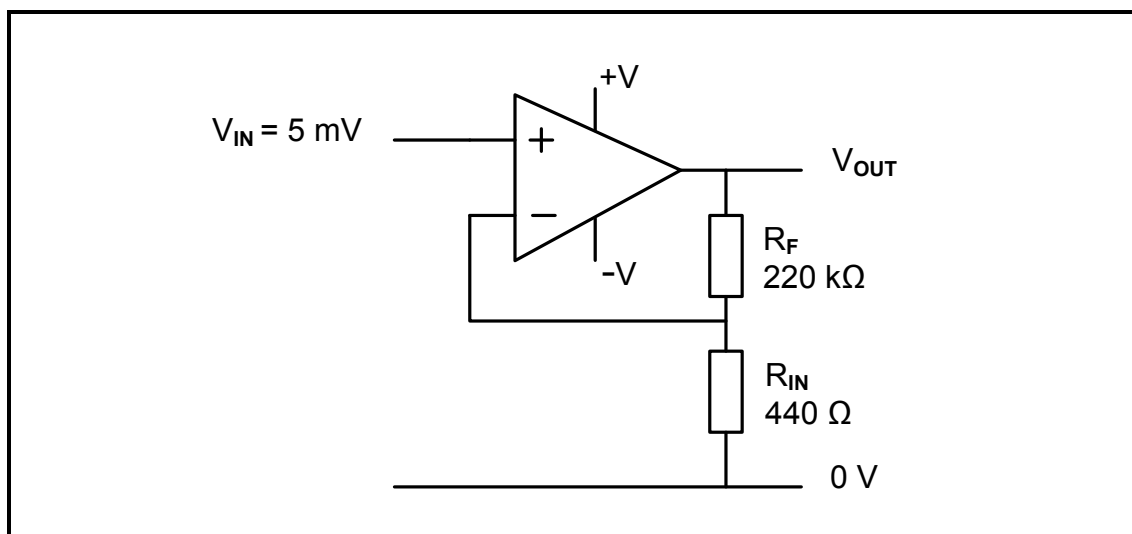 +V
V_IN = 5 mV
+
V_OUT
−
R_F
220 kΩ
−V
R_IN
440 Ω
0 V